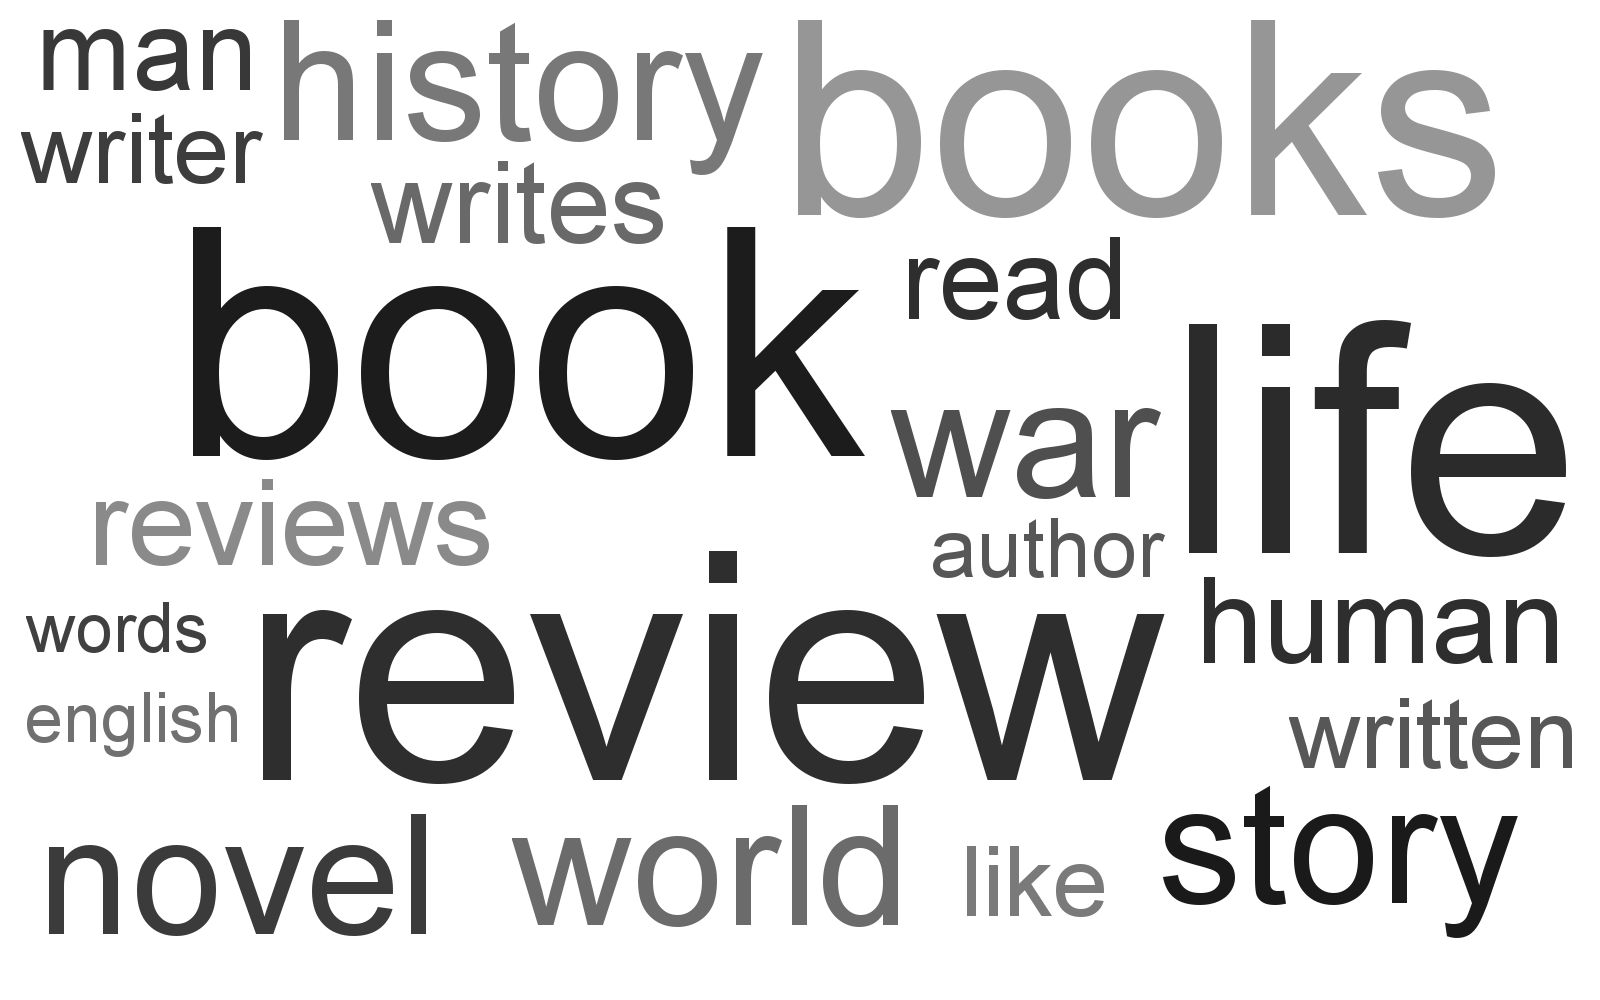 man
history
books
writer
writes
book
read
life
war
reviews
author
review
human
words
english
written
novel
world
like
story